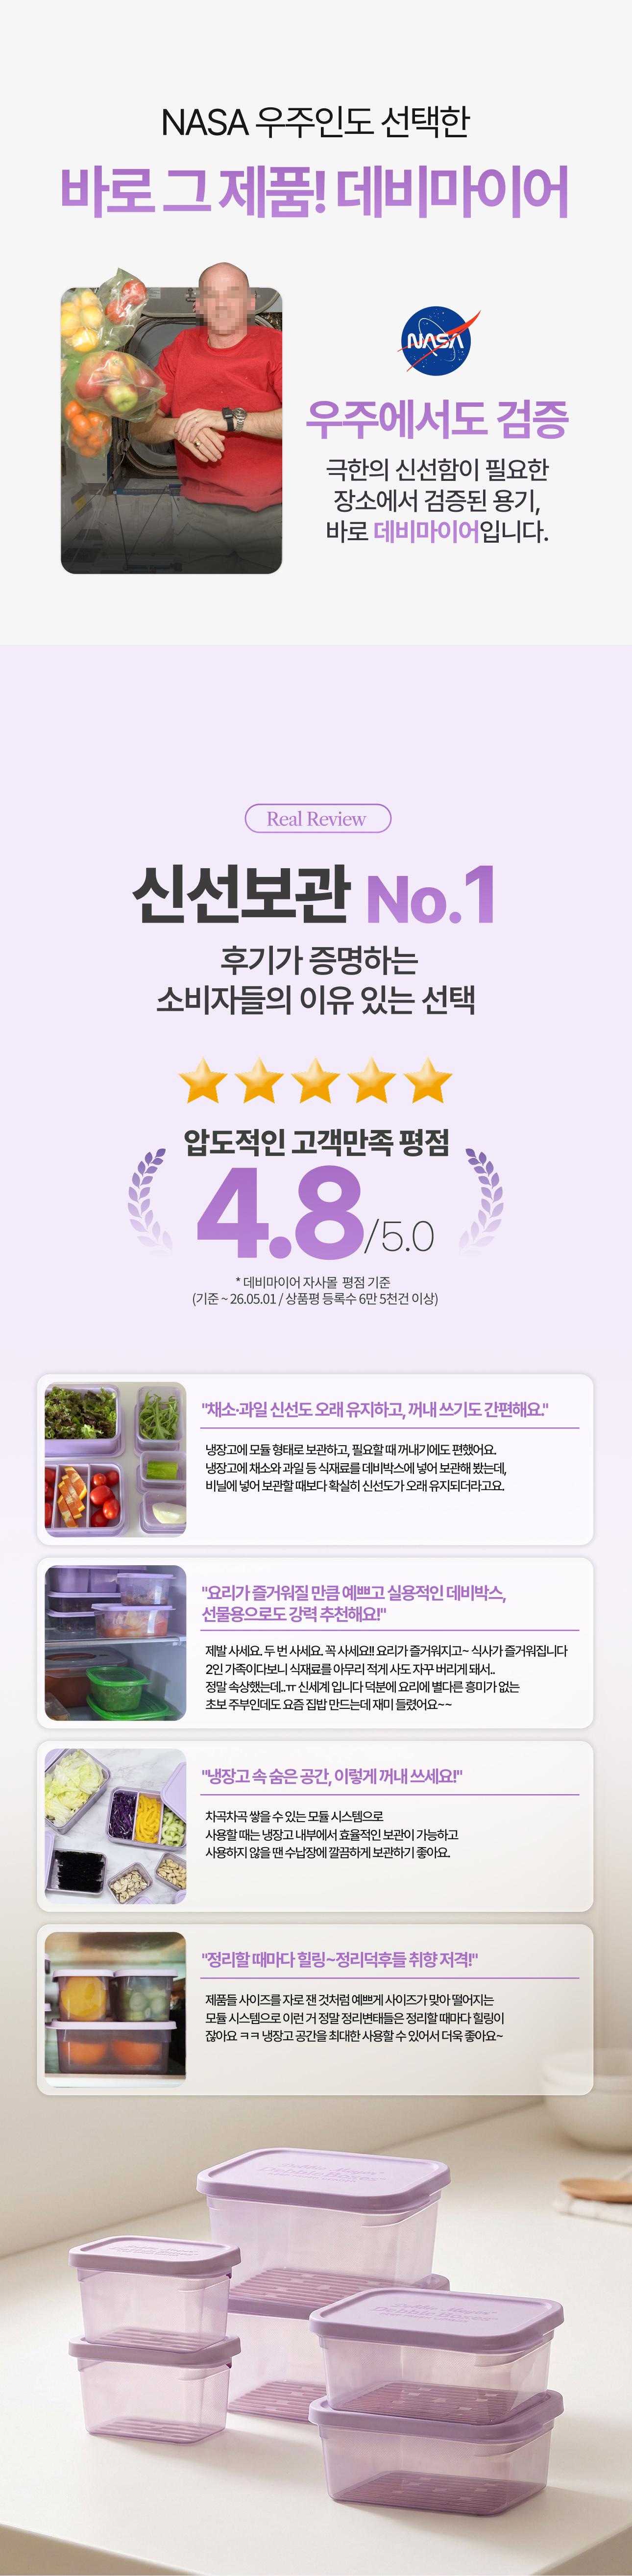 NASA 우주인도 선택한
바로 그 제품! 데비마이어
NASA
우주에서도 검증
극한의 신선함이 필요한
장소에서 검증된 용기,
바로 데비마이어입니다.
Real Review
신선보관 No.1
후기가 증명하는
소비자들의 이유 있는 선택
압도적인 고객만족 평점
4.8/5.0
* 데비마이어 자사몰 평점 기준
(기준 ~ 26.05.01 / 상품평 등록수 6만 5천건 이상)
"채소·과일 신선도 오래 유지하고, 꺼내 쓰기도 간편해요."
냉장고에 모듈 형태로 보관하고, 필요할 때 꺼내기에도 편했어요.
냉장고에 채소와 과일 등 식재료를 데비박스에 넣어 보관해 봤는데,
비닐에 넣어 보관할 때보다 확실히 신선도가 오래 유지되더라고요.
"요리가 즐거워질 만큼 예쁘고 실용적인 데비박스,
선물용으로도 강력 추천해요!"
제발 사세요. 두 번 사세요. 꼭 사세요!! 요리가 즐거워지고~ 식사가 즐거워집니다
2인 가족이다보니 식재료를 아무리 적게 사도 자꾸 버리게 돼서..
정말 속상했는데..ㅠ 신세계 입니다 덕분에 요리에 별다른 흥미가 없는
초보 주부인데도 요즘 집밥 만드는데 재미 들렸어요~~
"냉장고 속 숨은 공간, 이렇게 꺼내 쓰세요!"
차곡차곡 쌓을 수 있는 모듈 시스템으로
사용할 때는 냉장고 내부에서 효율적인 보관이 가능하고
사용하지 않을 땐 수납장에 깔끔하게 보관하기 좋아요.
"정리할 때마다 힐링~정리덕후들 취향 저격!"
제품들 사이즈를 자로 잰 것처럼 예쁘게 사이즈가 맞아 떨어지는
모듈 시스템으로 이런 거 정말 정리변태들은 정리할 때마다 힐링이
잖아요 ㅋㅋ 냉장고 공간을 최대한 사용할 수 있어서 더욱 좋아요~